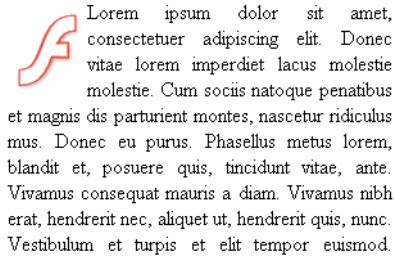 Lorem ipsum dolor sit amet,
consectetuer adipiscing elit. Donec
vitae lorem imperdiet lacus molestie
molestie. Cum sociis natoque penatibus
et magnis dis parturient montes, nascetur ridiculus
mus. Donec eu purus. Phasellus metus lorem,
blandit et, posuere quis, tincidunt vitae, ante.
Vivamus consequat mauris a diam. Vivamus nibh
erat, hendrerit nec, aliquet ut, hendrerit quis, nunc.
Vestibulum et turpis et elit tempor euismod.